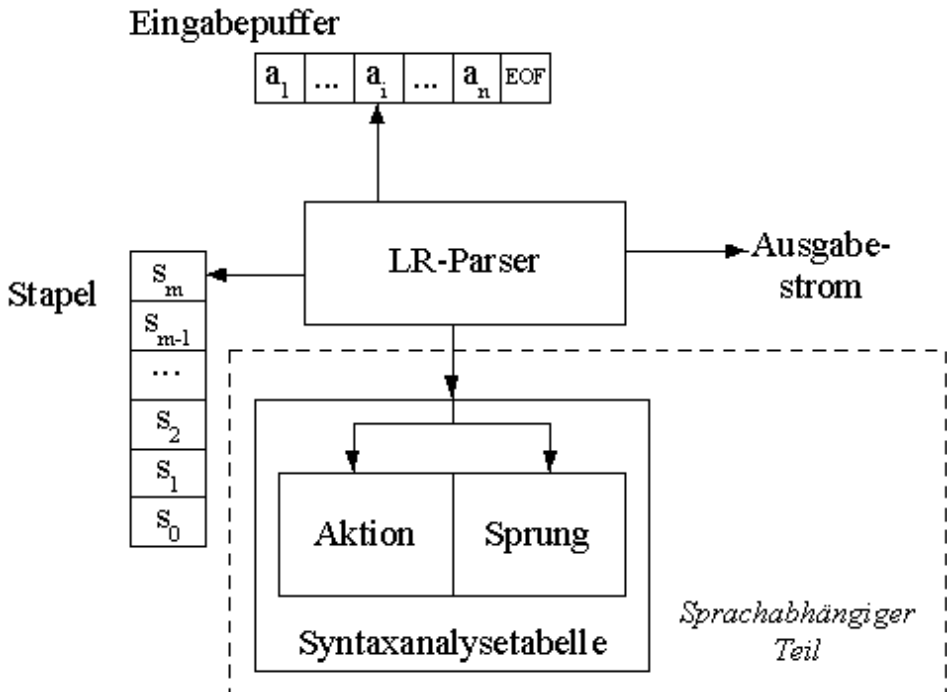 Eingabepuffer
a1 ... ai ... an EOF
LR-Parser
Ausgabe-
strom
Stapel
sm
sm-1
...
s2
s1
s0
Aktion Sprung
Syntaxanalysetabelle
Sprachabhängiger
Teil